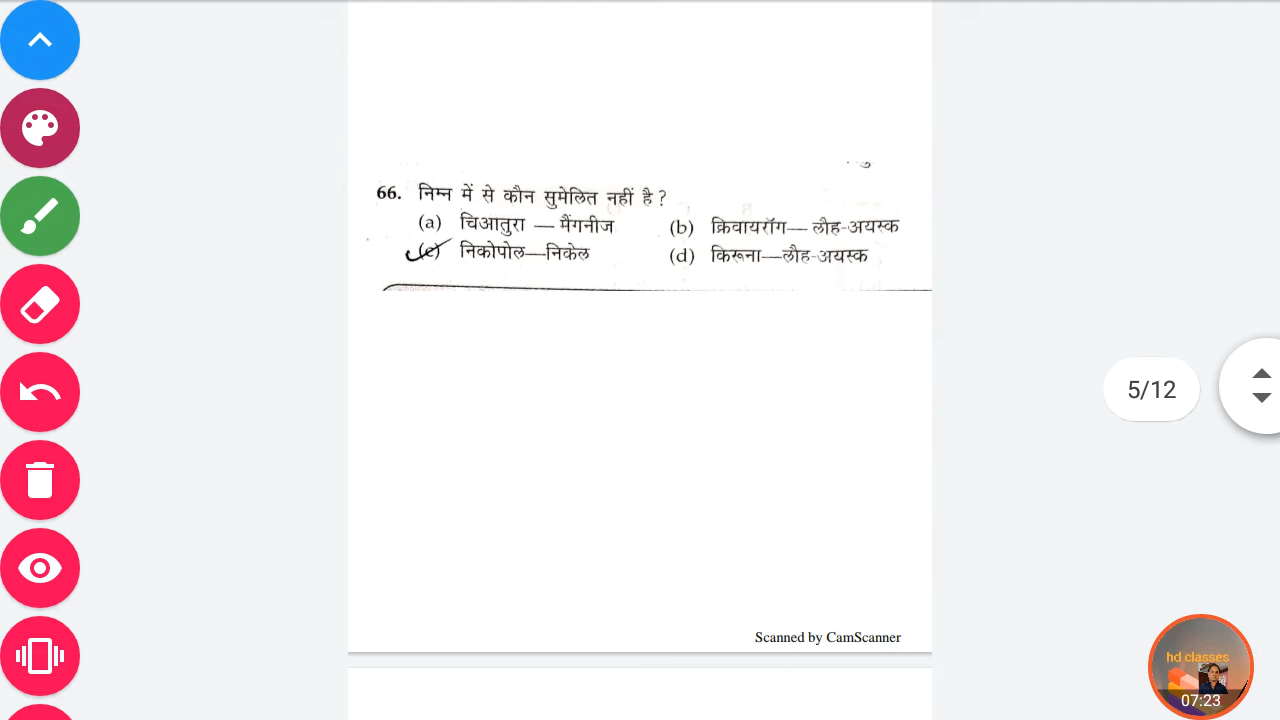 66. निम्न में से कौन सुमेलित नहीं है ?
(a) चिआतुरा — मैंगनीज (b) क्रिवायरॉग— लौह-अयस्क
(c) निकोपोल—निकेल (d) किरूना—लौह-अयस्क
5/12
Scanned by CamScanner
hd classes
07:23